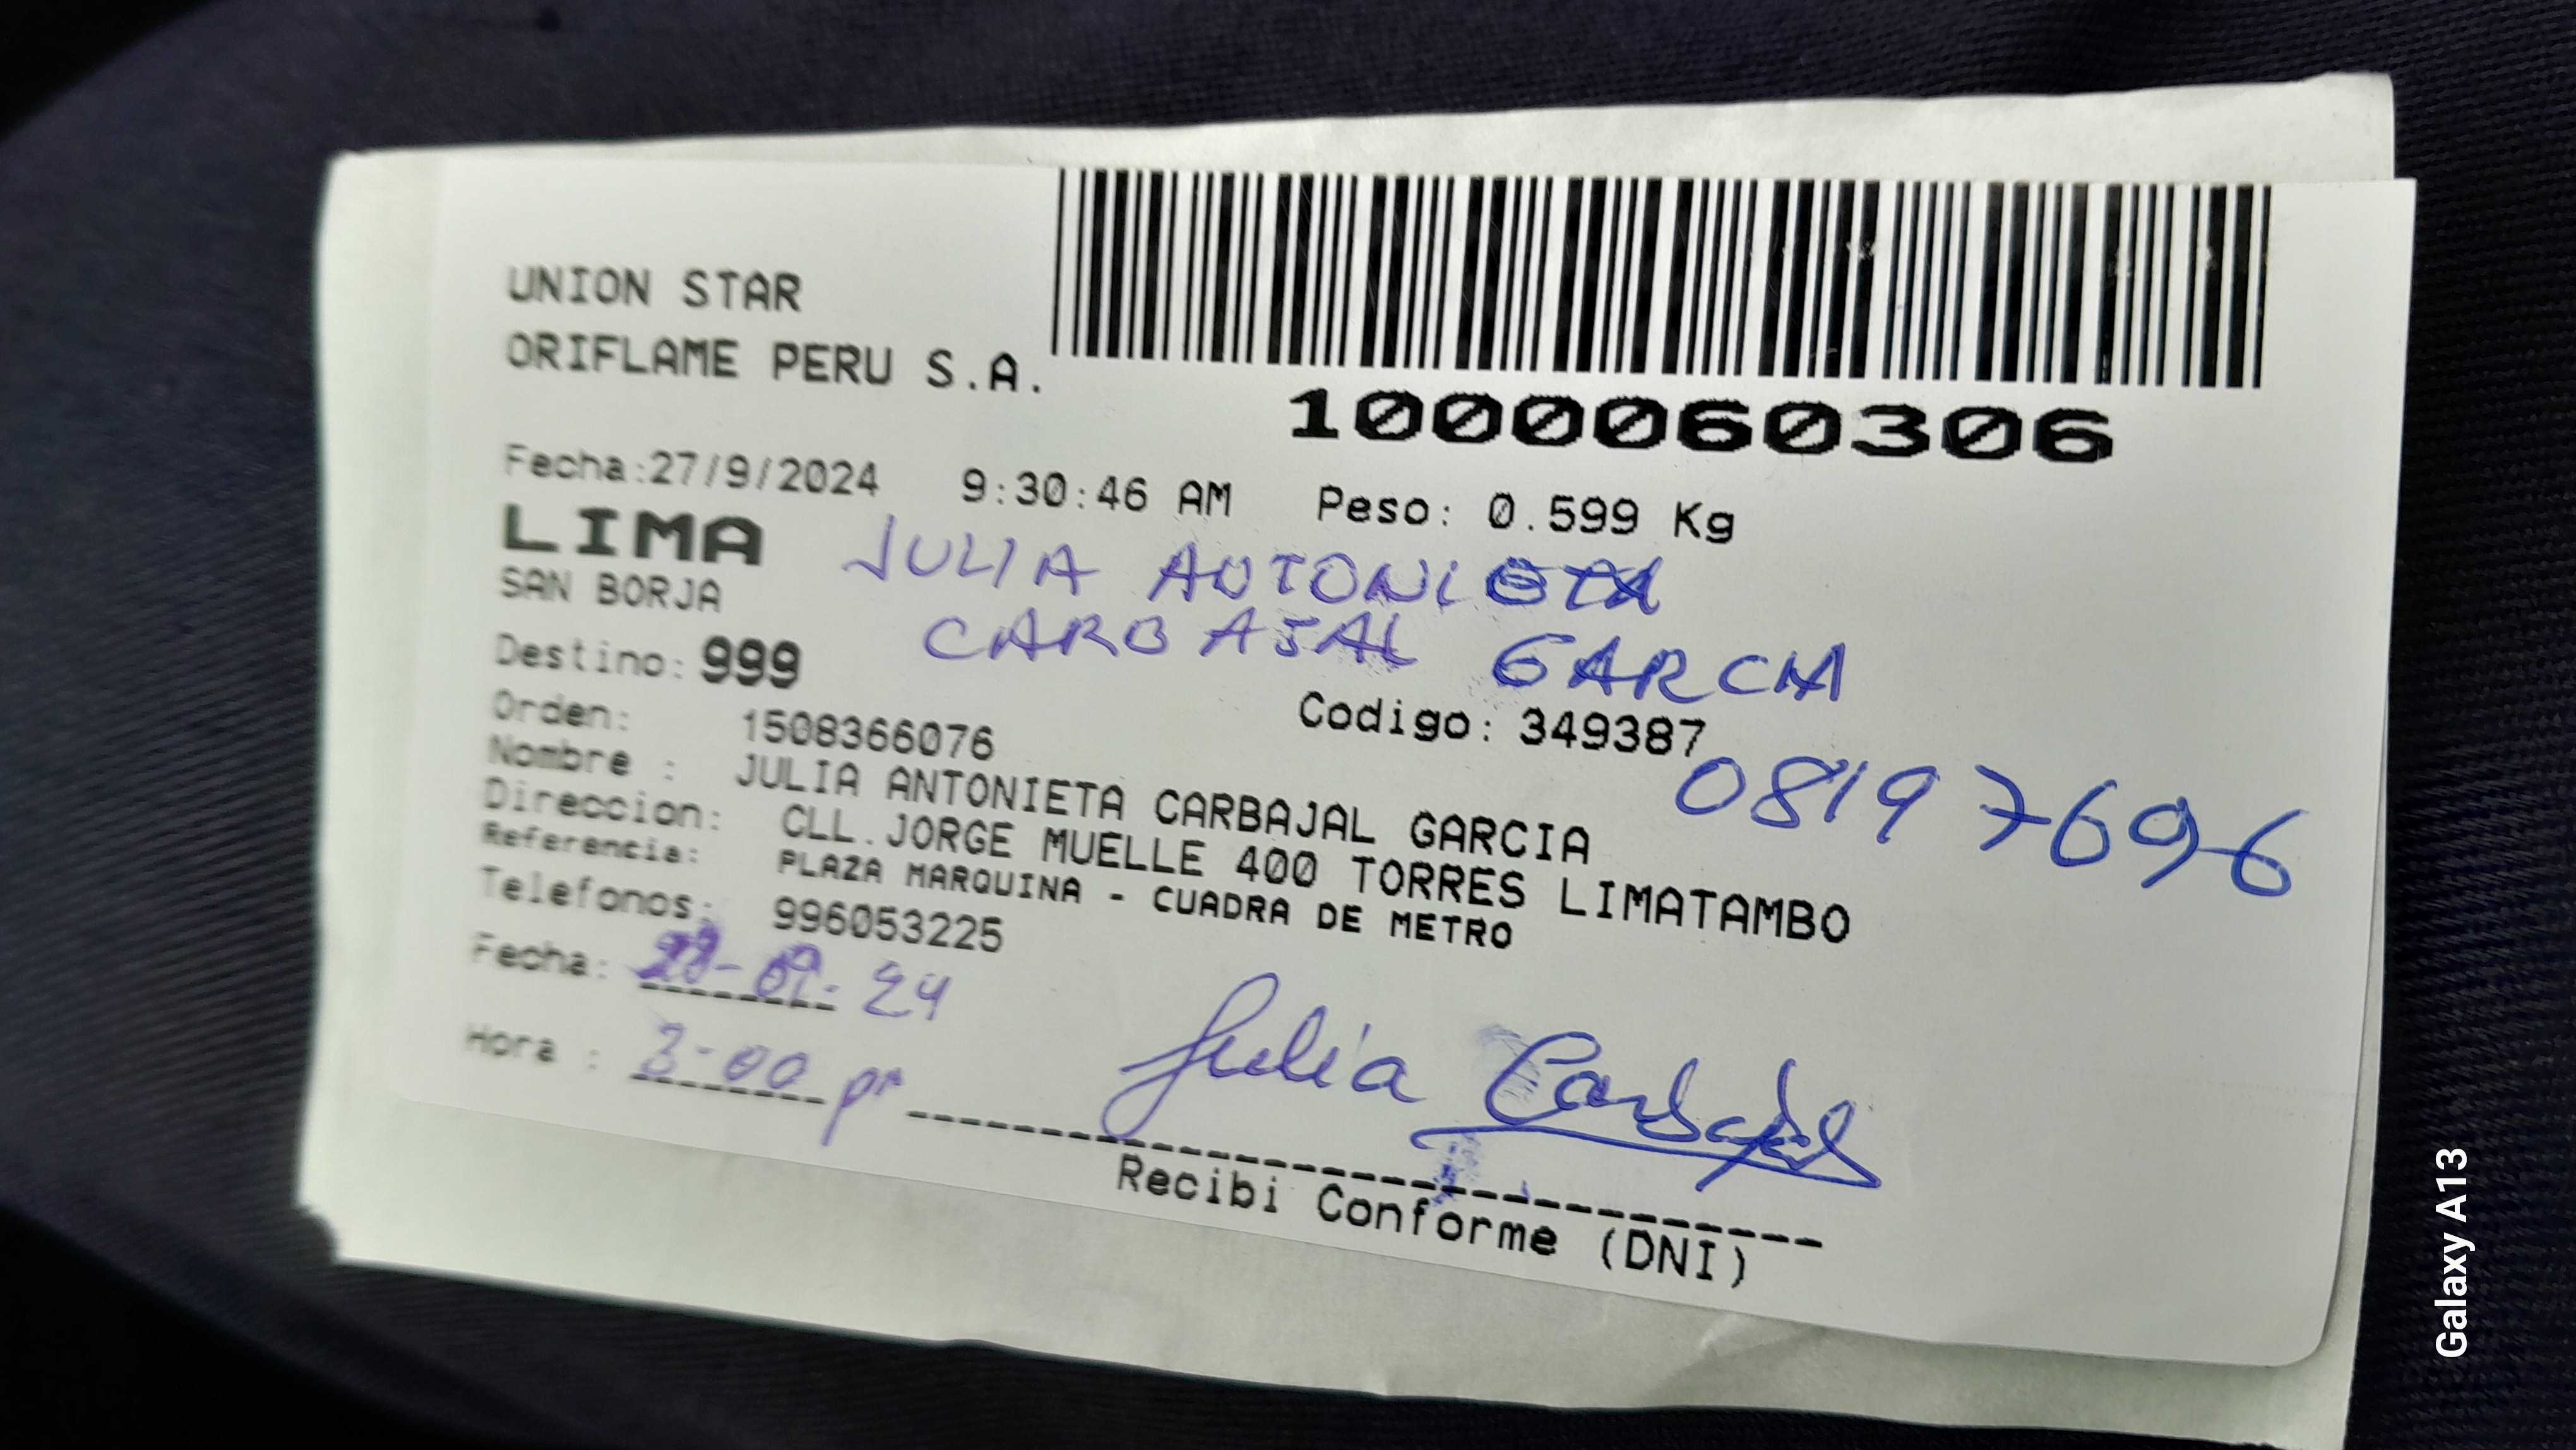 UNION STAR
ORIFLAME PERU S.A.
1000060306
Fecha:27/9/2024 9:30:46 AM Peso: 0.599 Kg
LIMA
SAN BORJA
JULIA ANTONIETA
CARBAJAL GARCIA
Destino: 999
Orden: 1508366076 Codigo: 349387
08197696
Nombre : JULIA ANTONIETA CARBAJAL GARCIA
Direccion: CLL.JORGE MUELLE 400 TORRES LIMATAMBO
Referencia: PLAZA MARQUINA - CUADRA DE METRO
Telefonos: 996053225
Fecha: 09- 24
Hora : 3-00 pm
Julia Carbajal
Recibi Conforme (DNI)
Galaxy A13